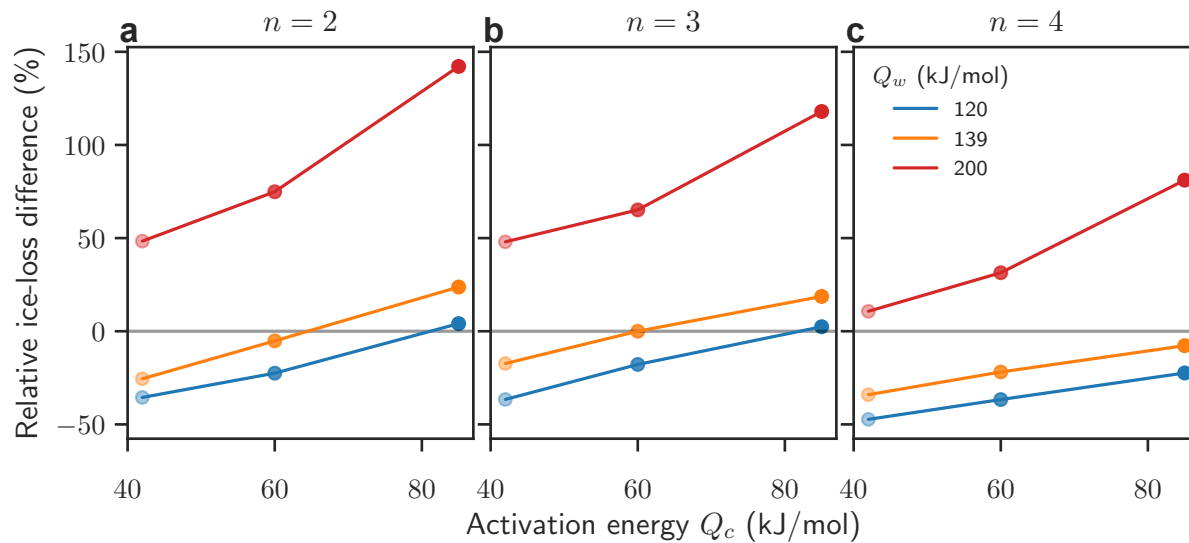 a n = 2 b n = 3 c n = 4
Relative ice-loss difference (%)
150
100
50
0
−50
Q_w (kJ/mol)
120
139
200
40 60 80 40 60 80 40 60 80
Activation energy Q_c (kJ/mol)